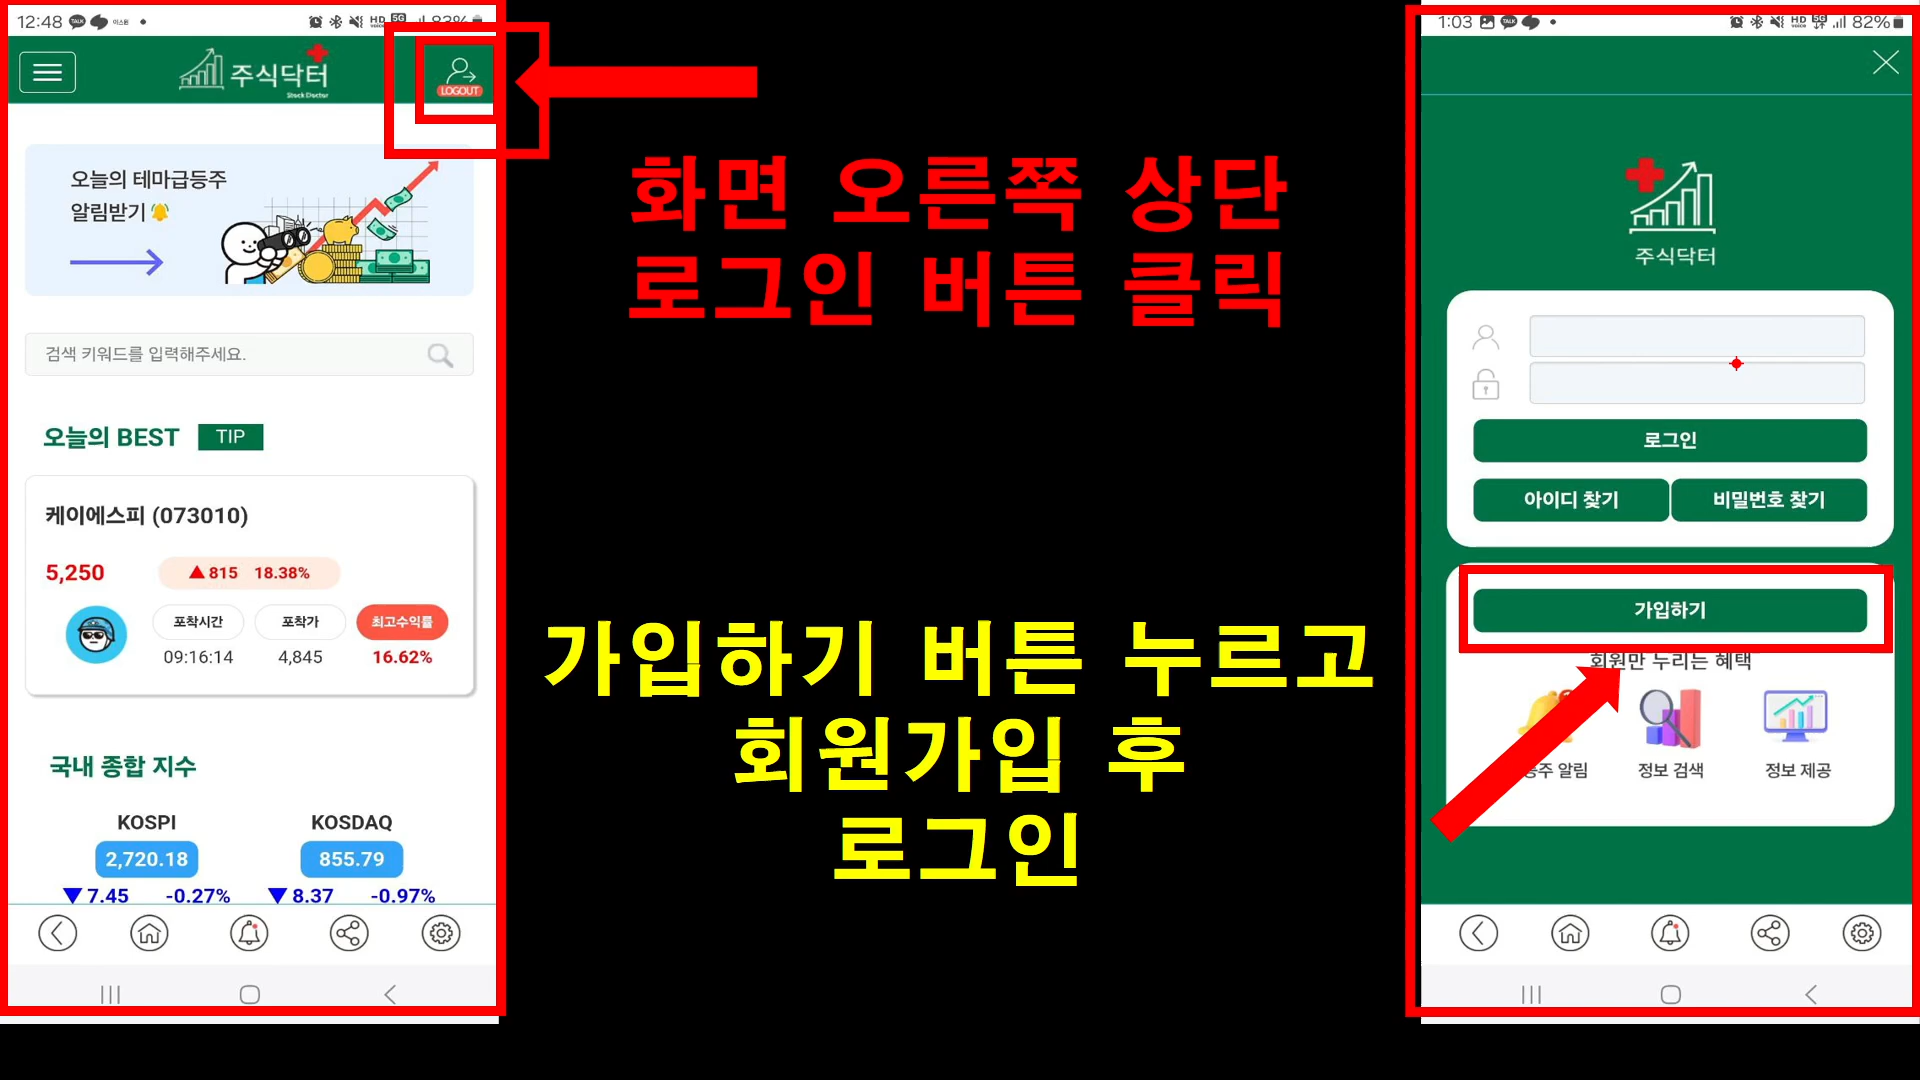 12:48
HD
5G
83%
주식닥터
Stock Doctor
LOGOUT
오늘의 테마급등주
알림받기
검색 키워드를 입력해주세요.
오늘의 BEST TIP
케이에스피 (073010)
5,250 ▲ 815 18.38%
포착시간 포착가 최고수익률
09:16:14 4,845 16.62%
국내 종합 지수
KOSPI KOSDAQ
2,720.18 855.79
▼ 7.45 -0.27% ▼ 8.37 -0.97%
화면 오른쪽 상단
로그인 버튼 클릭
가입하기 버튼 누르고
회원가입 후
로그인
1:03
TALK
HD
5G
82%
주식닥터
로그인
아이디 찾기 비밀번호 찾기
가입하기
회원만 누리는 혜택
주 알림 정보 검색 정보 제공